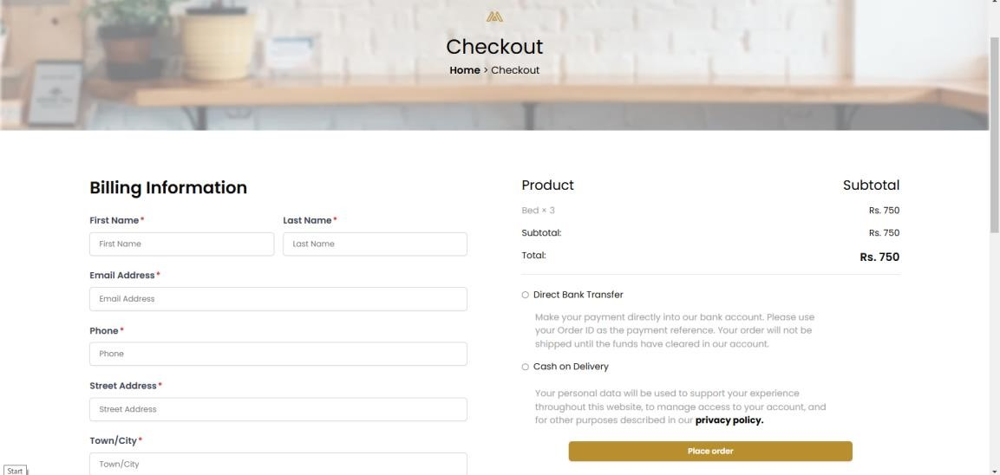 Checkout
Home > Checkout
Billing Information
First Name*
First Name
Last Name*
Last Name
Email Address*
Email Address
Phone*
Phone
Street Address*
Street Address
Town/City*
Town/City
Product Subtotal
Bed × 3 Rs. 750
Subtotal: Rs. 750
Total: Rs. 750
Direct Bank Transfer
Make your payment directly into our bank account. Please use
your Order ID as the payment reference. Your order will not be
shipped until the funds have cleared in our account.
Cash on Delivery
Your personal data will be used to support your experience
throughout this website, to manage access to your account, and
for other purposes described in our privacy policy.
Place order
Start